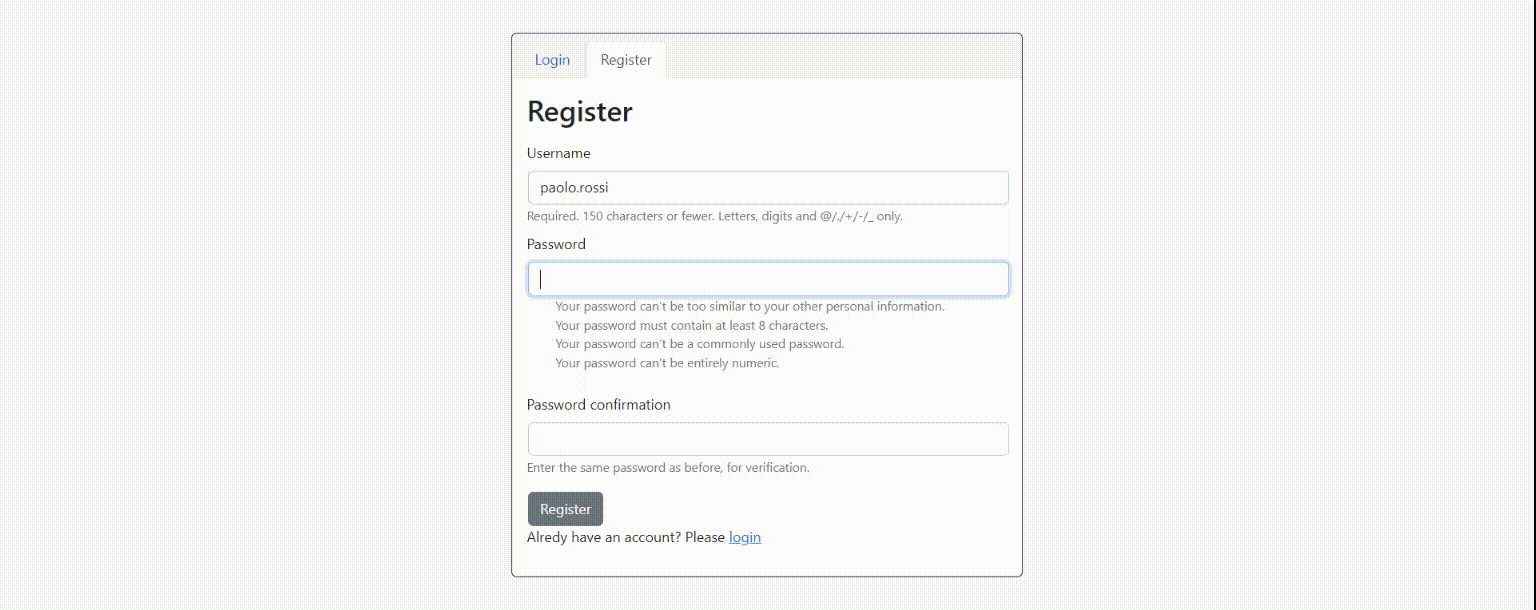 Login Register
Register
Username
paolo.rossi
Required. 150 characters or fewer. Letters, digits and @/./+/-/_ only.
Password
Your password can't be too similar to your other personal information.
Your password must contain at least 8 characters.
Your password can't be a commonly used password.
Your password can't be entirely numeric.
Password confirmation
Enter the same password as before, for verification.
Register
Alredy have an account? Please login